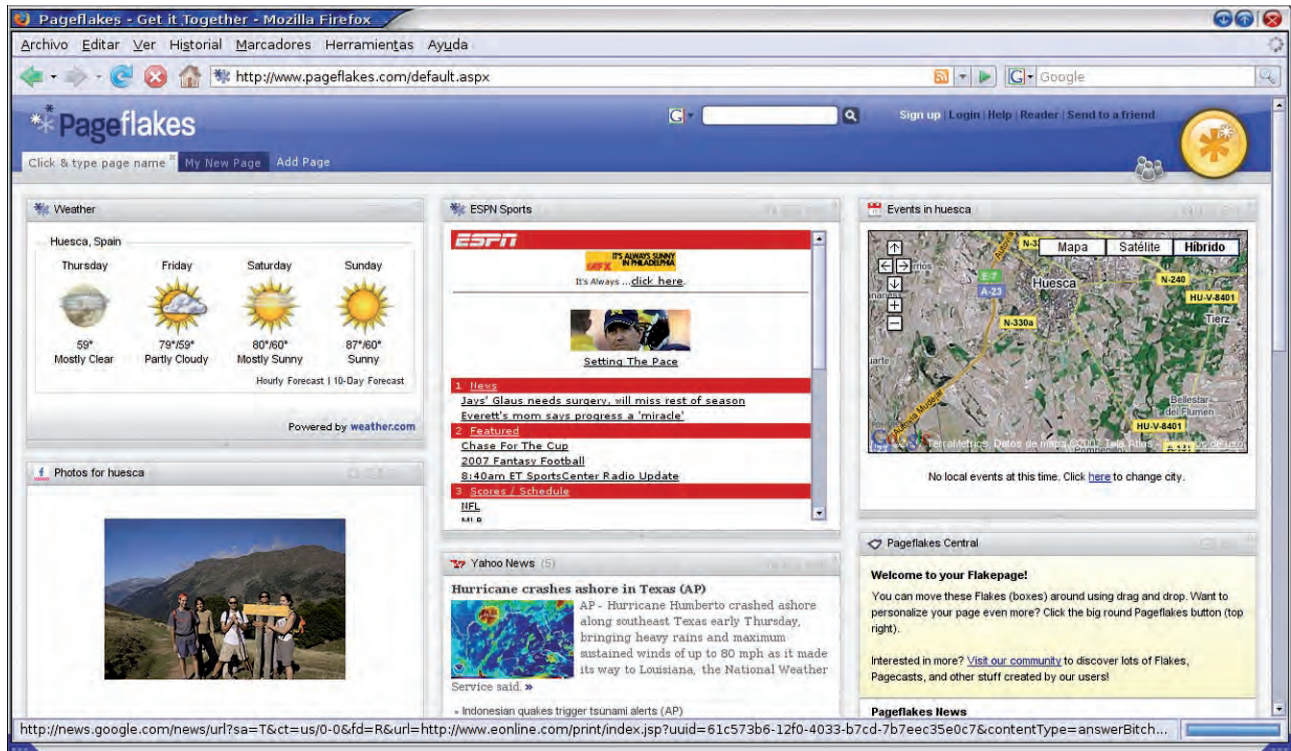 Pageflakes - Get it Together - Mozilla Firefox
Archivo Editar Ver Historial Marcadores Herramientas Ayuda
http://www.pageflakes.com/default.aspx
G Google
Pageflakes
G
Sign up | Login | Help | Reader | Send to a friend
Click & type page name My New Page Add Page
Weather
Huesca, Spain
Thursday Friday Saturday Sunday
59° 79°/59° 80°/60° 87°/60°
Mostly Clear Partly Cloudy Mostly Sunny Sunny
Hourly Forecast | 10-Day Forecast
Powered by weather.com
Photos for huesca
ESPN Sports
ESPN
IT'S ALWAYS SUNNY
IN PHILADELPHIA
It's Always ...click here.
Setting The Pace
1 News
Jays' Glaus needs surgery, will miss rest of season
Everett's mom says progress a 'miracle'
2 Featured
Chase For The Cup
2007 Fantasy Football
8:40am ET SportsCenter Radio Update
3 Scores / Schedule
NFL
MLB
Yahoo News (5)
Hurricane crashes ashore in Texas (AP)
AP - Hurricane Humberto crashed ashore
along southeast Texas early Thursday,
bringing heavy rains and maximum
sustained winds of up to 80 mph as it made
its way to Louisiana, the National Weather
Service said. »
- Indonesian quakes trigger tsunami alerts (AP)
Events in huesca
Mapa Satélite Híbrido
N-240
E-7
Huesca
A-23
HU-V-8401
Tierz
N-330a
Autovía Mudéjar
Bellestar
del Flumen
HU-V-8401
TerraMetrics, Datos de mapa ©2007 Tele Atlas
No local events at this time. Click here to change city.
Pageflakes Central
Welcome to your Flakepage!
You can move these Flakes (boxes) around using drag and drop. Want to
personalize your page even more? Click the big round Pageflakes button (top
right).
Interested in more? Visit our community to discover lots of Flakes,
Pagecasts, and other stuff created by our users!
Pageflakes News
http://news.google.com/news/url?sa=T&ct=us/0-0&fd=R&url=http://www.eonline.com/print/index.jsp?uuid=61c573b6-12f0-4033-b7cd-7b7eec35e0c7&contentType=answerBitch...